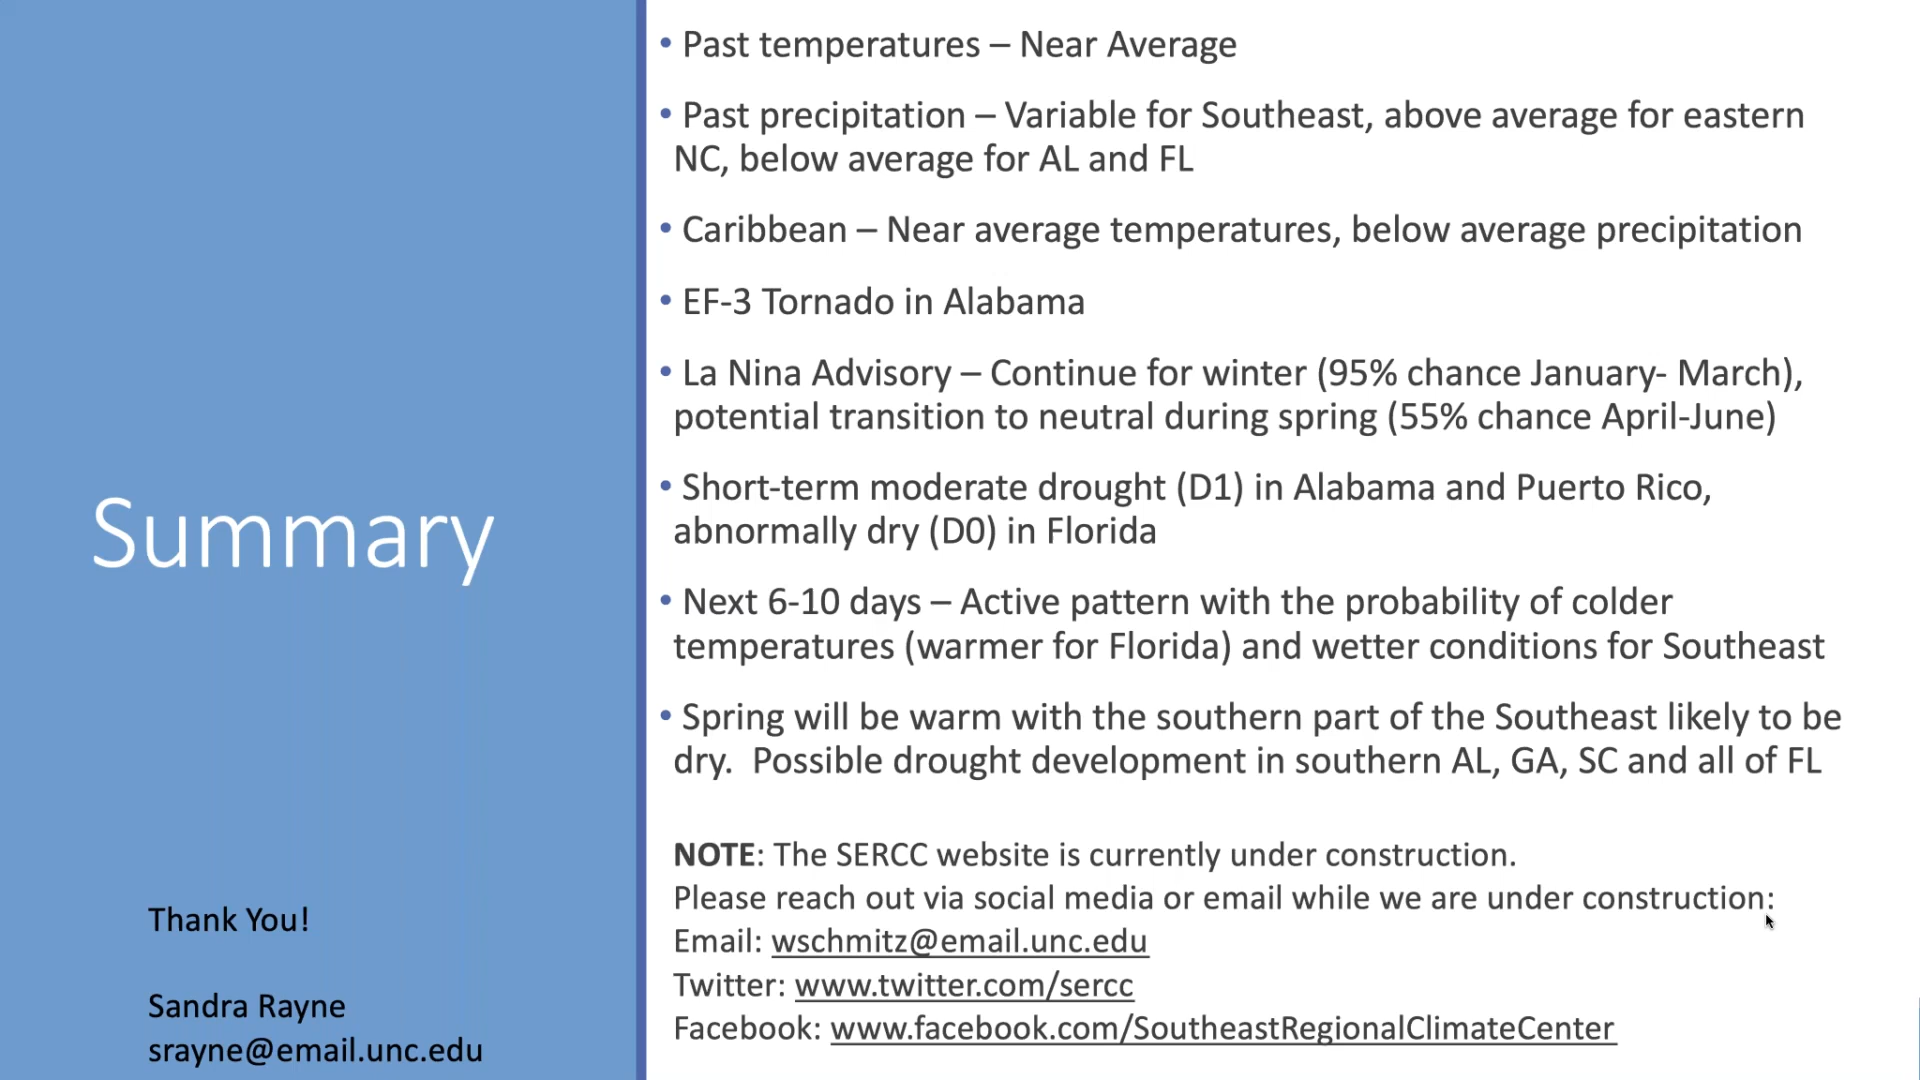 Summary
Thank You!
Sandra Rayne
srayne@email.unc.edu
• Past temperatures – Near Average
• Past precipitation – Variable for Southeast, above average for eastern
NC, below average for AL and FL
• Caribbean – Near average temperatures, below average precipitation
• EF-3 Tornado in Alabama
• La Nina Advisory – Continue for winter (95% chance January- March),
potential transition to neutral during spring (55% chance April-June)
• Short-term moderate drought (D1) in Alabama and Puerto Rico,
abnormally dry (D0) in Florida
• Next 6-10 days – Active pattern with the probability of colder
temperatures (warmer for Florida) and wetter conditions for Southeast
• Spring will be warm with the southern part of the Southeast likely to be
dry.  Possible drought development in southern AL, GA, SC and all of FL
NOTE: The SERCC website is currently under construction.
Please reach out via social media or email while we are under construction:
Email: wschmitz@email.unc.edu
Twitter: www.twitter.com/sercc
Facebook: www.facebook.com/SoutheastRegionalClimateCenter